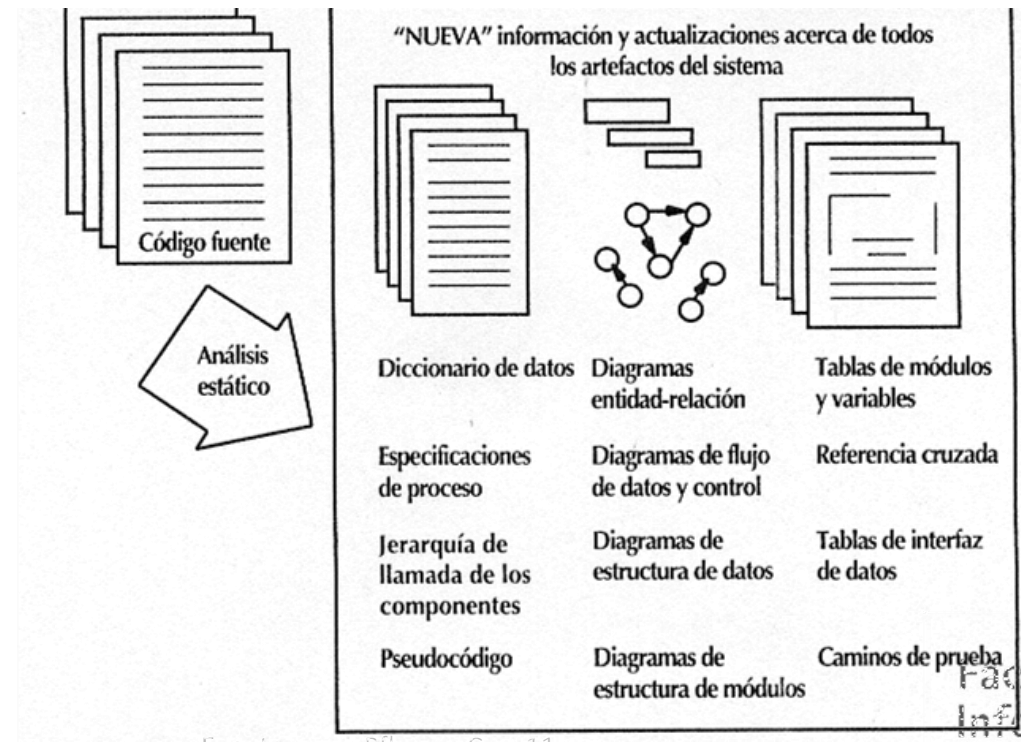 “NUEVA” información y actualizaciones acerca de todos
los artefactos del sistema
Código fuente
Análisis
estático
Diccionario de datos
Diagramas
entidad-relación
Tablas de módulos
y variables
Especificaciones
de proceso
Diagramas de flujo
de datos y control
Referencia cruzada
Jerarquía de
llamada de los
componentes
Diagramas de
estructura de datos
Tablas de interfaz
de datos
Pseudocódigo
Diagramas de
estructura de módulos
Caminos de prueba